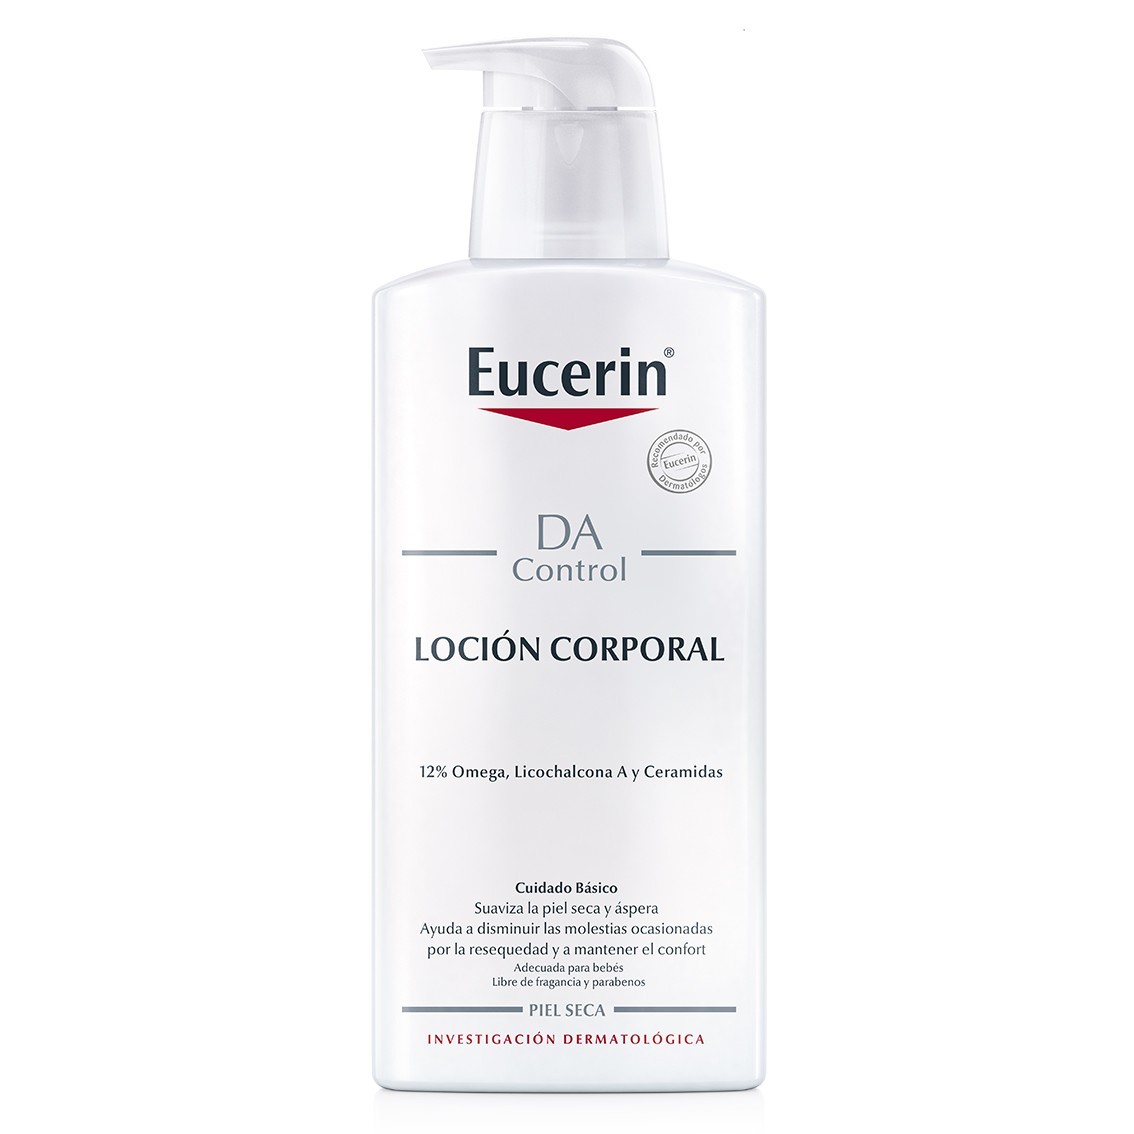 Eucerin®
Recomendado por
Eucerin
Dermatólogos
DA
Control
LOCIÓN CORPORAL
12% Omega, Licochalcona A y Ceramidas
Cuidado Básico
Suaviza la piel seca y áspera
Ayuda a disminuir las molestias ocasionadas
por la resequedad y a mantener el confort
Adecuada para bebés
Libre de fragancia y parabenos
PIEL SECA
INVESTIGACIÓN DERMATOLÓGICA